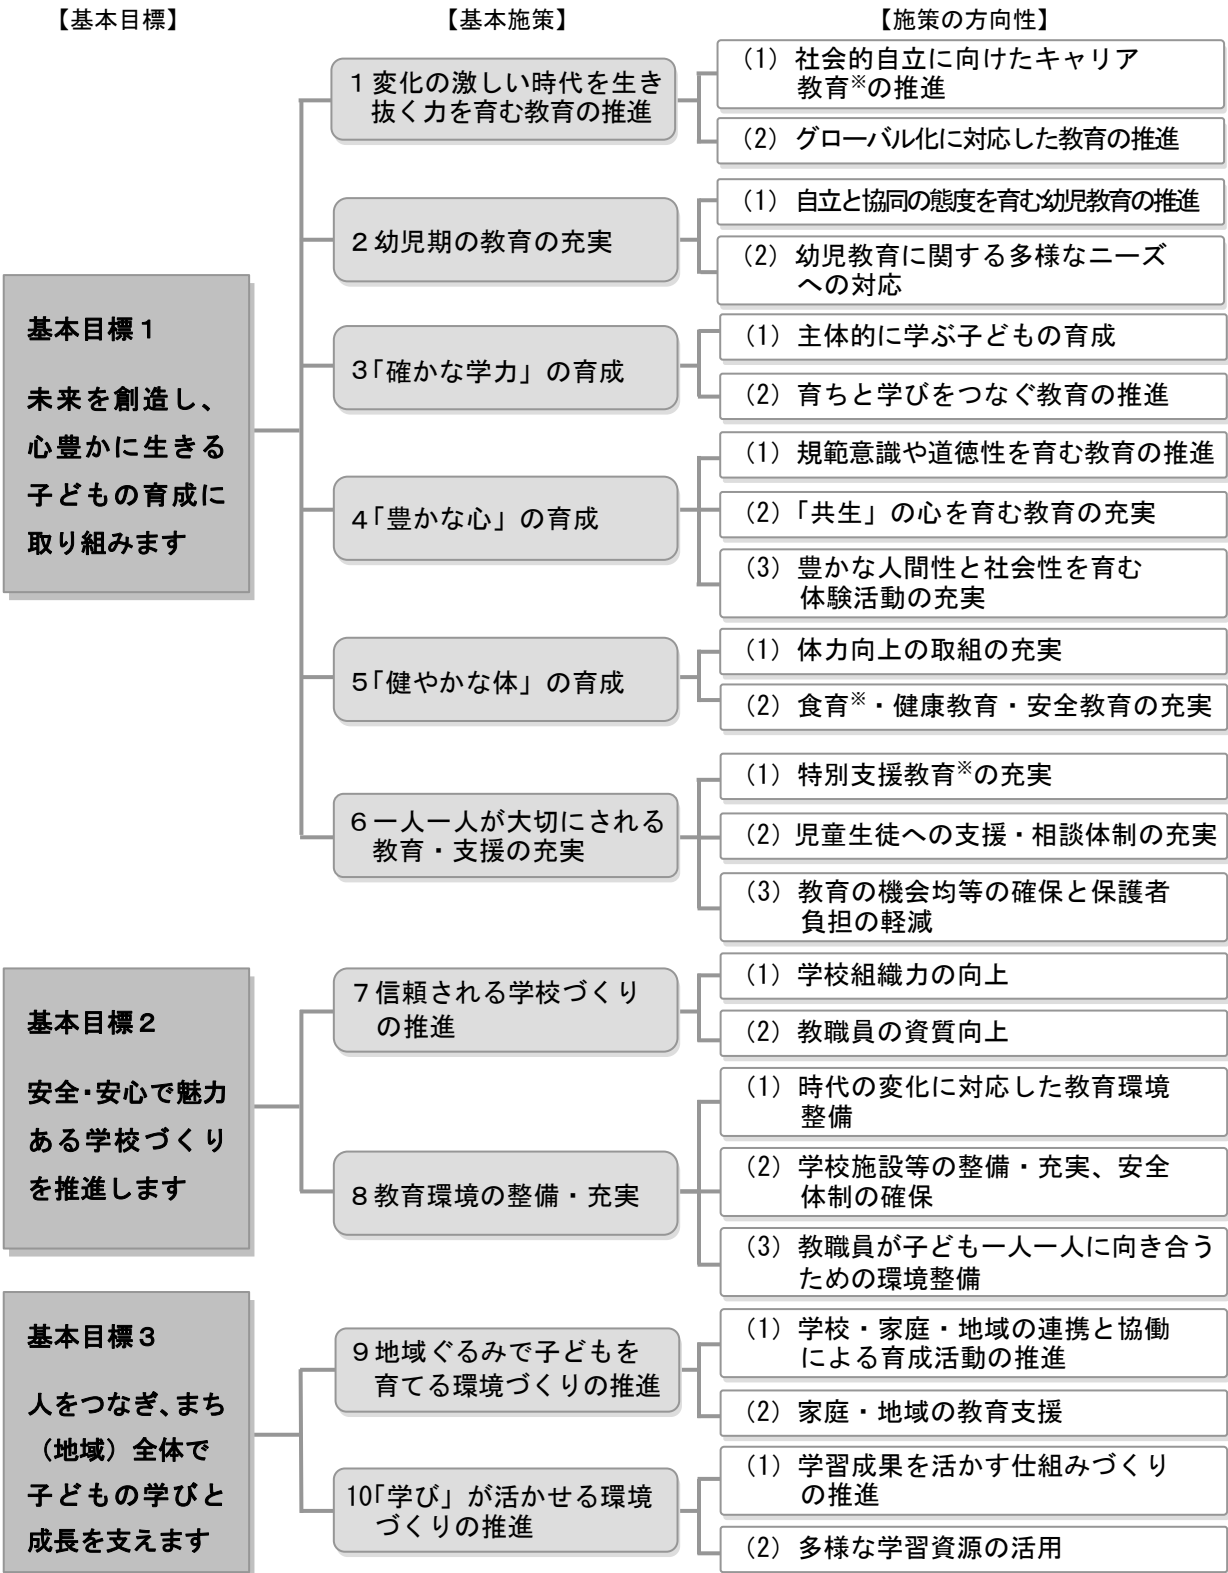 【基本目標】
【基本施策】
【施策の方向性】
基本目標1
未来を創造し、
心豊かに生きる
子どもの育成に
取り組みます
1変化の激しい時代を生き
抜く力を育む教育の推進
(1) 社会的自立に向けたキャリア
教育※の推進
(2) グローバル化に対応した教育の推進
2幼児期の教育の充実
(1) 自立と協同の態度を育む幼児教育の推進
(2) 幼児教育に関する多様なニーズ
への対応
3「確かな学力」の育成
(1) 主体的に学ぶ子どもの育成
(2) 育ちと学びをつなぐ教育の推進
4「豊かな心」の育成
(1) 規範意識や道徳性を育む教育の推進
(2)「共生」の心を育む教育の充実
(3) 豊かな人間性と社会性を育む
体験活動の充実
5「健やかな体」の育成
(1) 体力向上の取組の充実
(2) 食育※・健康教育・安全教育の充実
6一人一人が大切にされる
教育・支援の充実
(1) 特別支援教育※の充実
(2) 児童生徒への支援・相談体制の充実
(3) 教育の機会均等の確保と保護者
負担の軽減
基本目標2
安全・安心で魅力
ある学校づくり
を推進します
7信頼される学校づくり
の推進
(1) 学校組織力の向上
(2) 教職員の資質向上
8教育環境の整備・充実
(1) 時代の変化に対応した教育環境
整備
(2) 学校施設等の整備・充実、安全
体制の確保
(3) 教職員が子ども一人一人に向き合う
ための環境整備
基本目標3
人をつなぎ、まち
（地域）全体で
子どもの学びと
成長を支えます
9地域ぐるみで子どもを
育てる環境づくりの推進
(1) 学校・家庭・地域の連携と協働
による育成活動の推進
(2) 家庭・地域の教育支援
10「学び」が活かせる環境
づくりの推進
(1) 学習成果を活かす仕組みづくり
の推進
(2) 多様な学習資源の活用